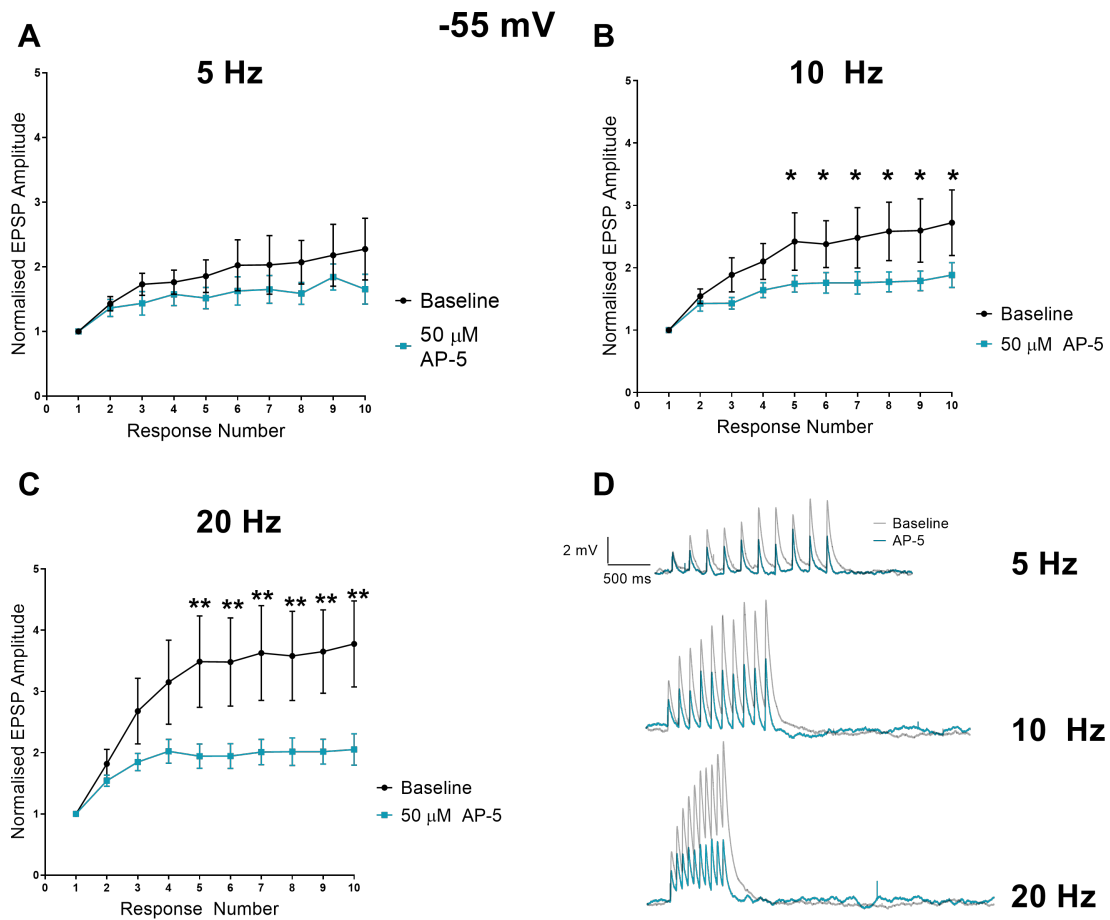 -55 mV
A
5 Hz
Normalised EPSP Amplitude
5
4
3
2
1
0
0 1 2 3 4 5 6 7 8 9 10
Response Number
Baseline
50 μM
AP-5
B
10 Hz
Normalised EPSP Amplitude
5
4
3
2
1
0
* * * * * *
0 1 2 3 4 5 6 7 8 9 10
Response Number
Baseline
50 μM AP-5
C
20 Hz
Normalised EPSP Amplitude
5
4
3
2
1
0
** ** ** ** ** **
0 1 2 3 4 5 6 7 8 9 10
Response Number
Baseline
50 μM AP-5
D
Baseline
AP-5
2 mV
500 ms
5 Hz
10 Hz
20 Hz